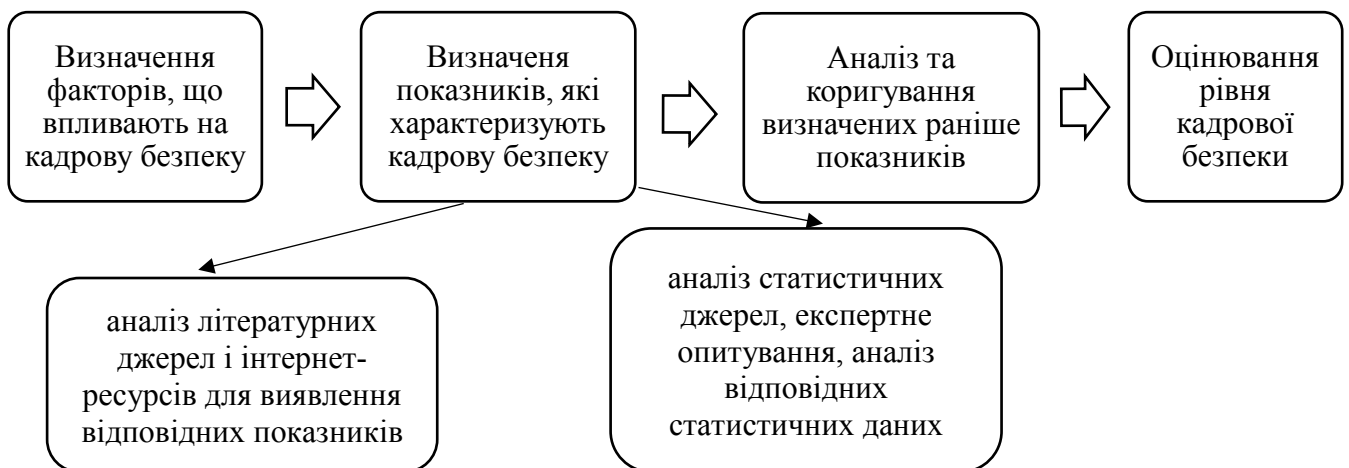 Визначення
факторів, що
впливають на
кадрову безпеку
Визначеня
показників, які
характеризують
кадрову безпеку
Аналіз та
коригування
визначених раніше
показників
Оцінювання
рівня
кадрової
безпеки
аналіз літературних
джерел і інтернет-
ресурсів для виявлення
відповідних показників
аналіз статистичних
джерел, експертне
опитування, аналіз
відповідних
статистичних даних